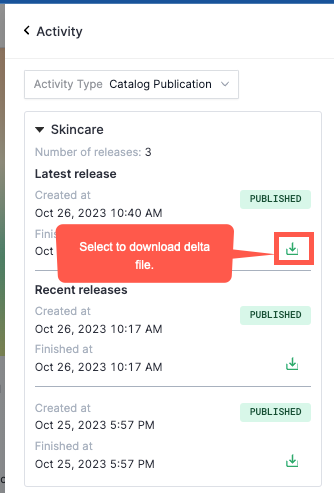 Activity
Activity Type Catalog Publication
Skincare
Number of releases: 3
Latest release
Created at
PUBLISHED
Oct 26, 2023 10:40 AM
Select to download delta
file.
Oct
Recent releases
Created at
PUBLISHED
Oct 26, 2023 10:17 AM
Finished at
Oct 26, 2023 10:17 AM
Created at
PUBLISHED
Oct 25, 2023 5:57 PM
Finished at
Oct 25, 2023 5:57 PM